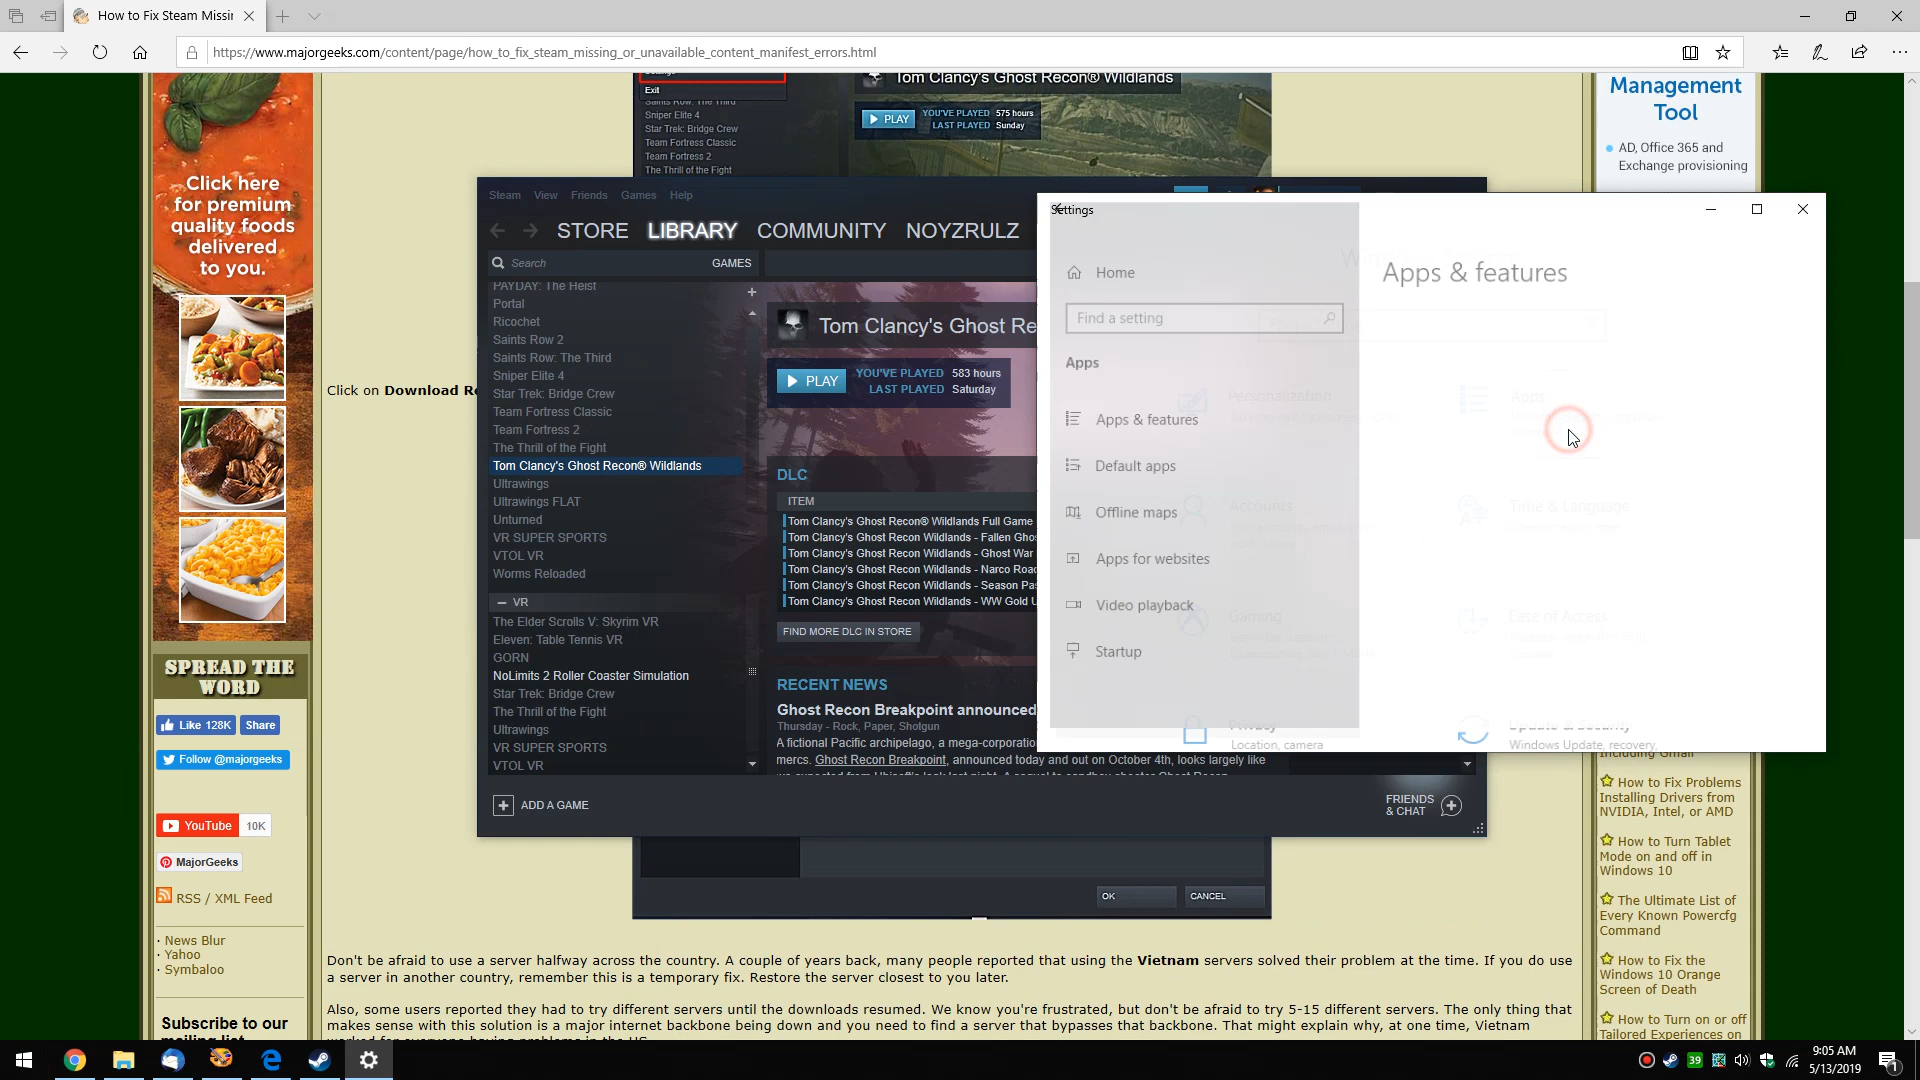 How to Fix Steam Missin
https://www.majorgeeks.com/content/page/how_to_fix_steam_missing_or_unavailable_content_manifest_errors.html
Click here
for premium
quality foods
delivered
to you.
SPREAD THE
WORD
Like 128K Share
Follow @majorgeeks
YouTube 10K
MajorGeeks
RSS / XML Feed
· News Blur
· Yahoo
· Symbaloo
Subscribe to our
Exit
Saints Row: The Third
Sniper Elite 4
Star Trek: Bridge Crew
Team Fortress Classic
Team Fortress 2
The Thrill of the Fight
Tom Clancy's Ghost Recon® Wildlands
PLAY
YOU'VE PLAYED 575 hours
LAST PLAYED Sunday
Click on Download Re
Steam View Friends Games Help
STORE LIBRARY COMMUNITY NOYZRULZ
Search GAMES
PAYDAY: The Heist
Portal
Ricochet
Saints Row 2
Saints Row: The Third
Sniper Elite 4
Star Trek: Bridge Crew
Team Fortress Classic
Team Fortress 2
The Thrill of the Fight
Tom Clancy's Ghost Recon® Wildlands
Ultrawings
Ultrawings FLAT
Unturned
VR SUPER SPORTS
VTOL VR
Worms Reloaded
VR
The Elder Scrolls V: Skyrim VR
Eleven: Table Tennis VR
GORN
NoLimits 2 Roller Coaster Simulation
Star Trek: Bridge Crew
The Thrill of the Fight
Ultrawings
VR SUPER SPORTS
VTOL VR
Tom Clancy's Ghost Re
PLAY
YOU'VE PLAYED 583 hours
LAST PLAYED Saturday
DLC
ITEM
Tom Clancy's Ghost Recon® Wildlands Full Game
Tom Clancy's Ghost Recon Wildlands - Fallen Gho
Tom Clancy's Ghost Recon Wildlands - Ghost War
Tom Clancy's Ghost Recon Wildlands - Narco Road
Tom Clancy's Ghost Recon Wildlands - Season Pa
Tom Clancy's Ghost Recon Wildlands - WW Gold U
FIND MORE DLC IN STORE
RECENT NEWS
Ghost Recon Breakpoint announced
Thursday - Rock, Paper, Shotgun
A fictional Pacific archipelago, a mega-corporatio
mercs. Ghost Recon Breakpoint, announced today and out on October 4th, looks largely like
ADD A GAME
FRIENDS
& CHAT
Settings
Home
Find a setting
Apps
Apps & features
Default apps
Offline maps
Apps for websites
Video playback
Startup
Apps & features
Personalization
Apps
Accounts
Time & Language
Gaming
Ease of Access
Privacy
Location, camera
Update & Security
Windows Update, recovery,
OK CANCEL
Don't be afraid to use a server halfway across the country. A couple of years back, many people reported that using the Vietnam servers solved their problem at the time. If you do use
a server in another country, remember this is a temporary fix. Restore the server closest to you later.
Also, some users reported they had to try different servers until the downloads resumed. We know you're frustrated, but don't be afraid to try 5-15 different servers. The only thing that
makes sense with this solution is a major internet backbone being down and you need to find a server that bypasses that backbone. That might explain why, at one time, Vietnam
Management
Tool
AD, Office 365 and
Exchange provisioning
including Gmail
How to Fix Problems
Installing Drivers from
NVIDIA, Intel, or AMD
How to Turn Tablet
Mode on and off in
Windows 10
The Ultimate List of
Every Known Powercfg
Command
How to Fix the
Windows 10 Orange
Screen of Death
How to Turn on or off
Tailored Experiences on
39
9:05 AM
5/13/2019
1